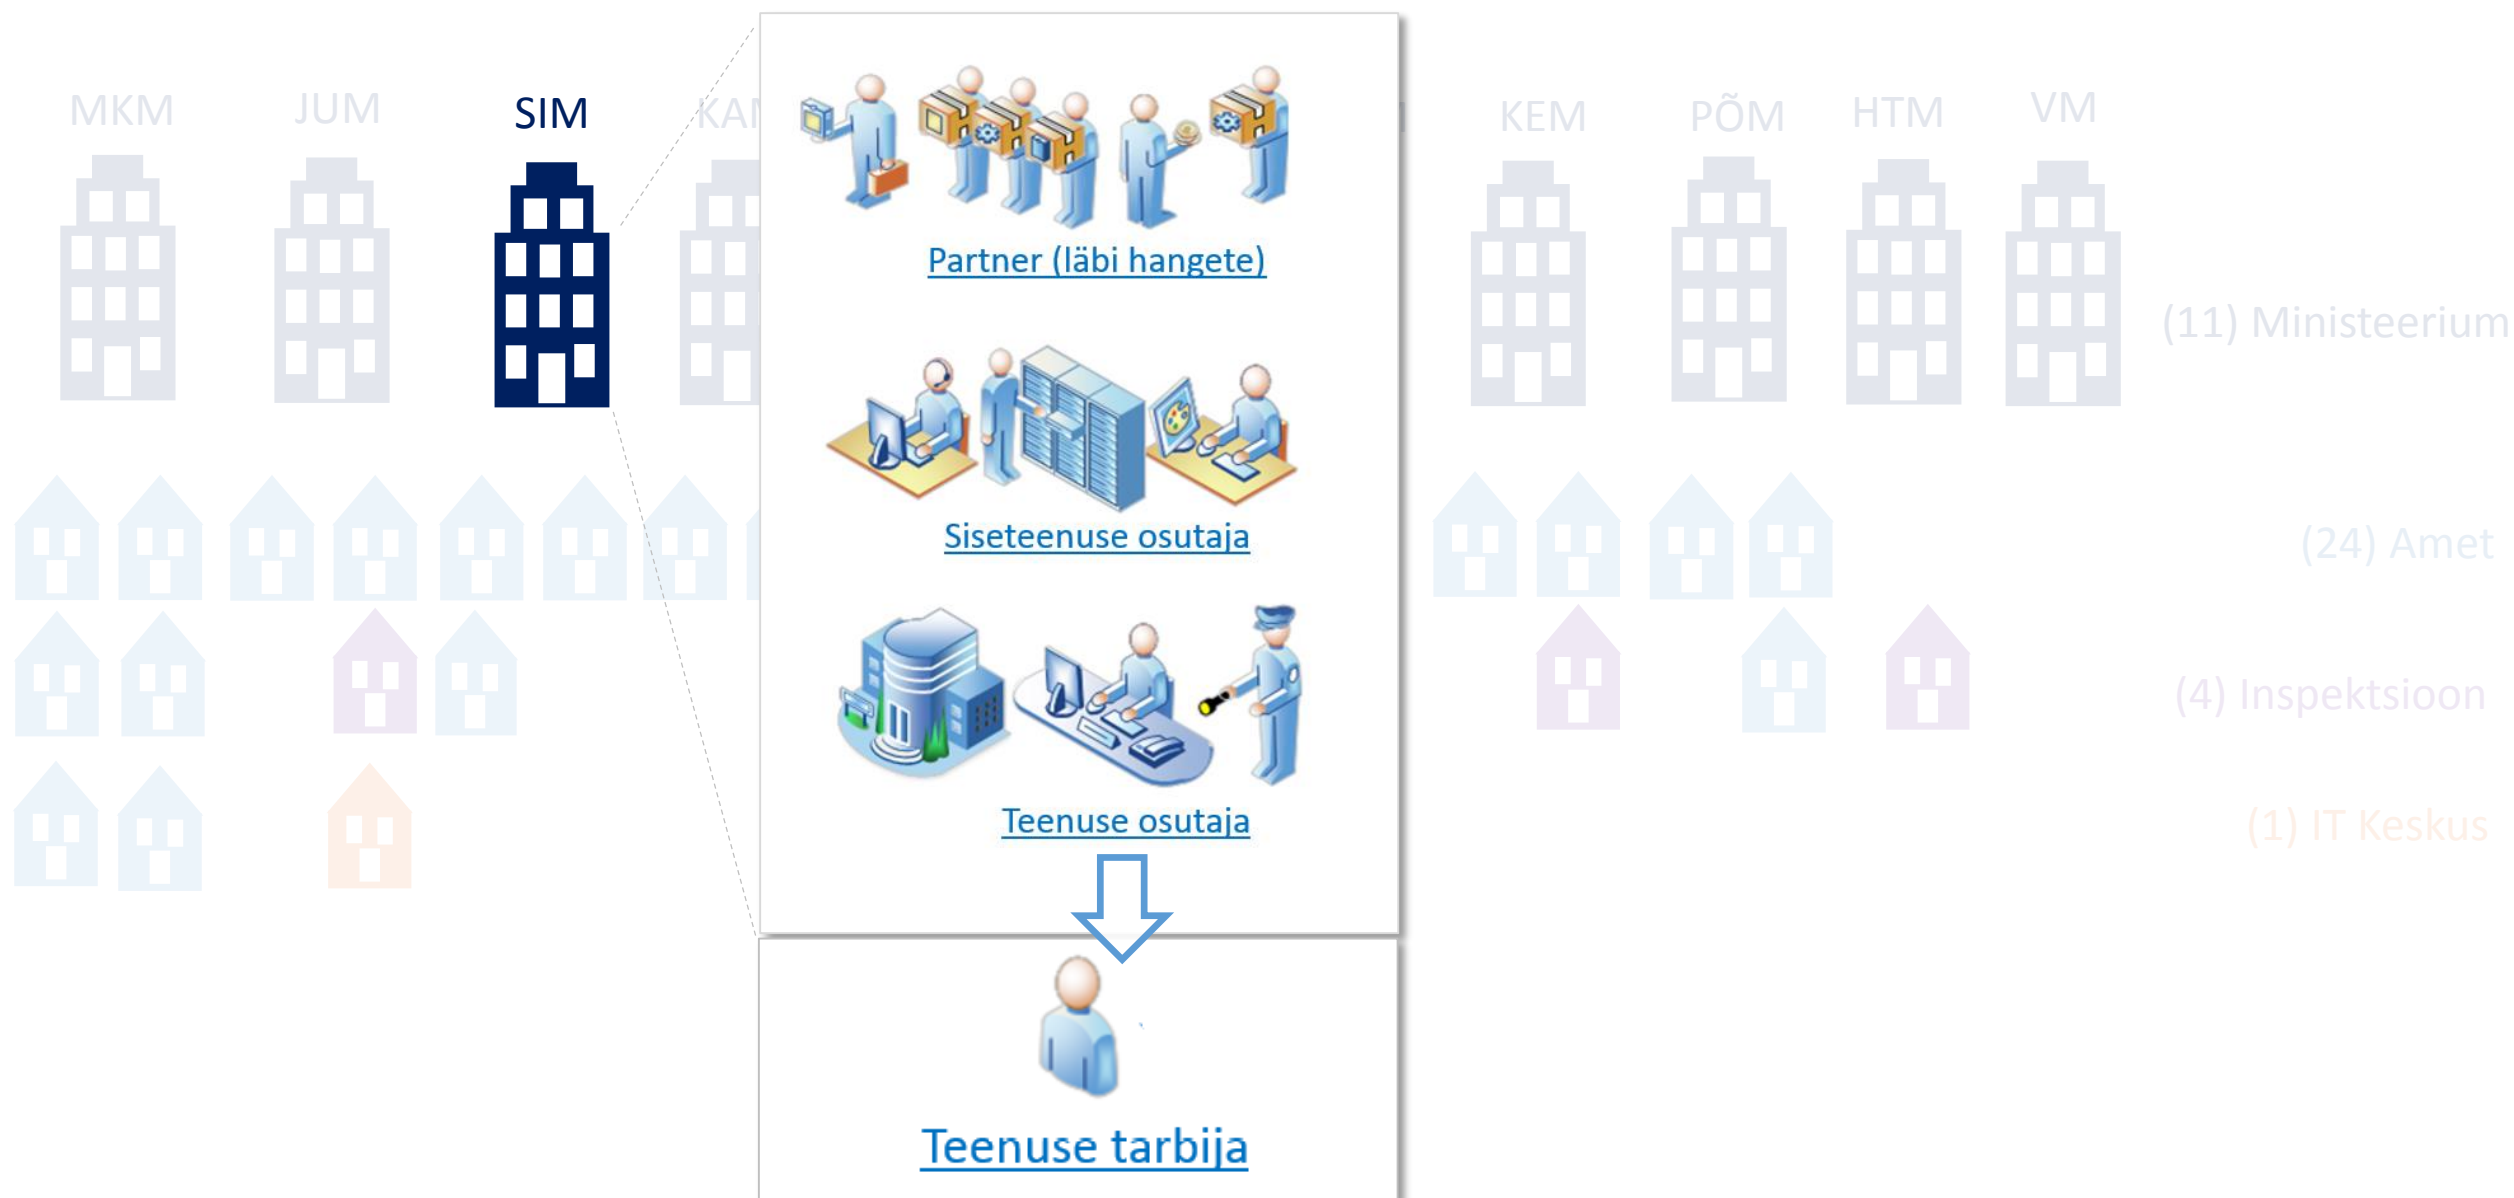 MKM
JUM
SIM
KEM
PÕM
HTM
VM
Partner (läbi hangete)
(11) Ministeerium
Siseteenuse osutaja
(24) Amet
(4) Inspektsioon
Teenuse osutaja
(1) IT Keskus
Teenuse tarbija